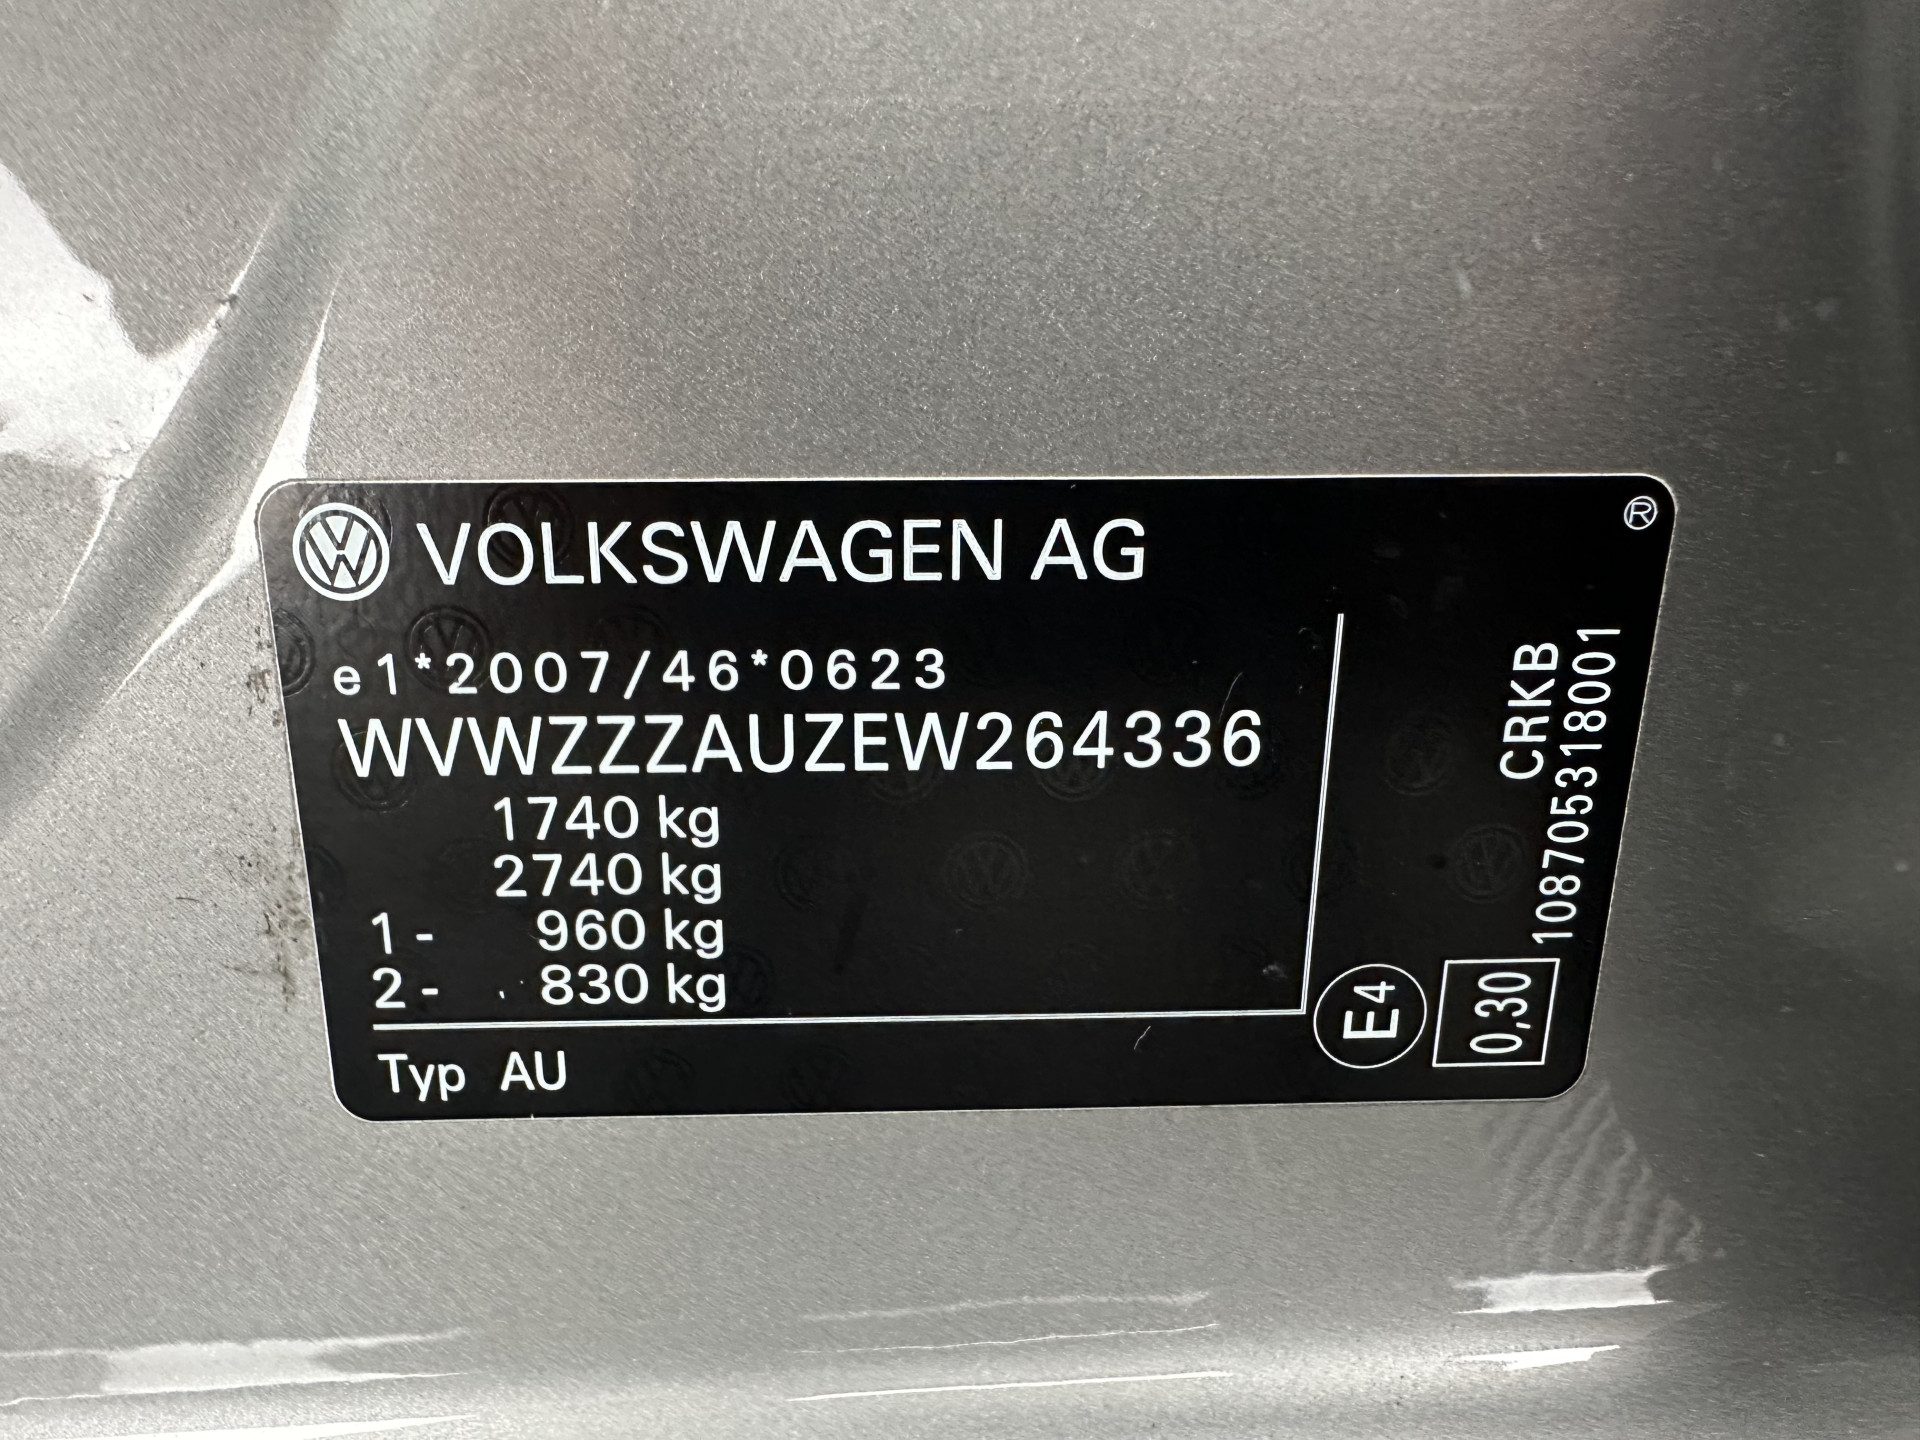 VOLKSWAGEN AG ®
e1*2007/46*0623
WVWZZZAUZEW264336
1740 kg
2740 kg
1- 960 kg
2- 830 kg
Typ AU
CRKB
108705318001
E4
0,30